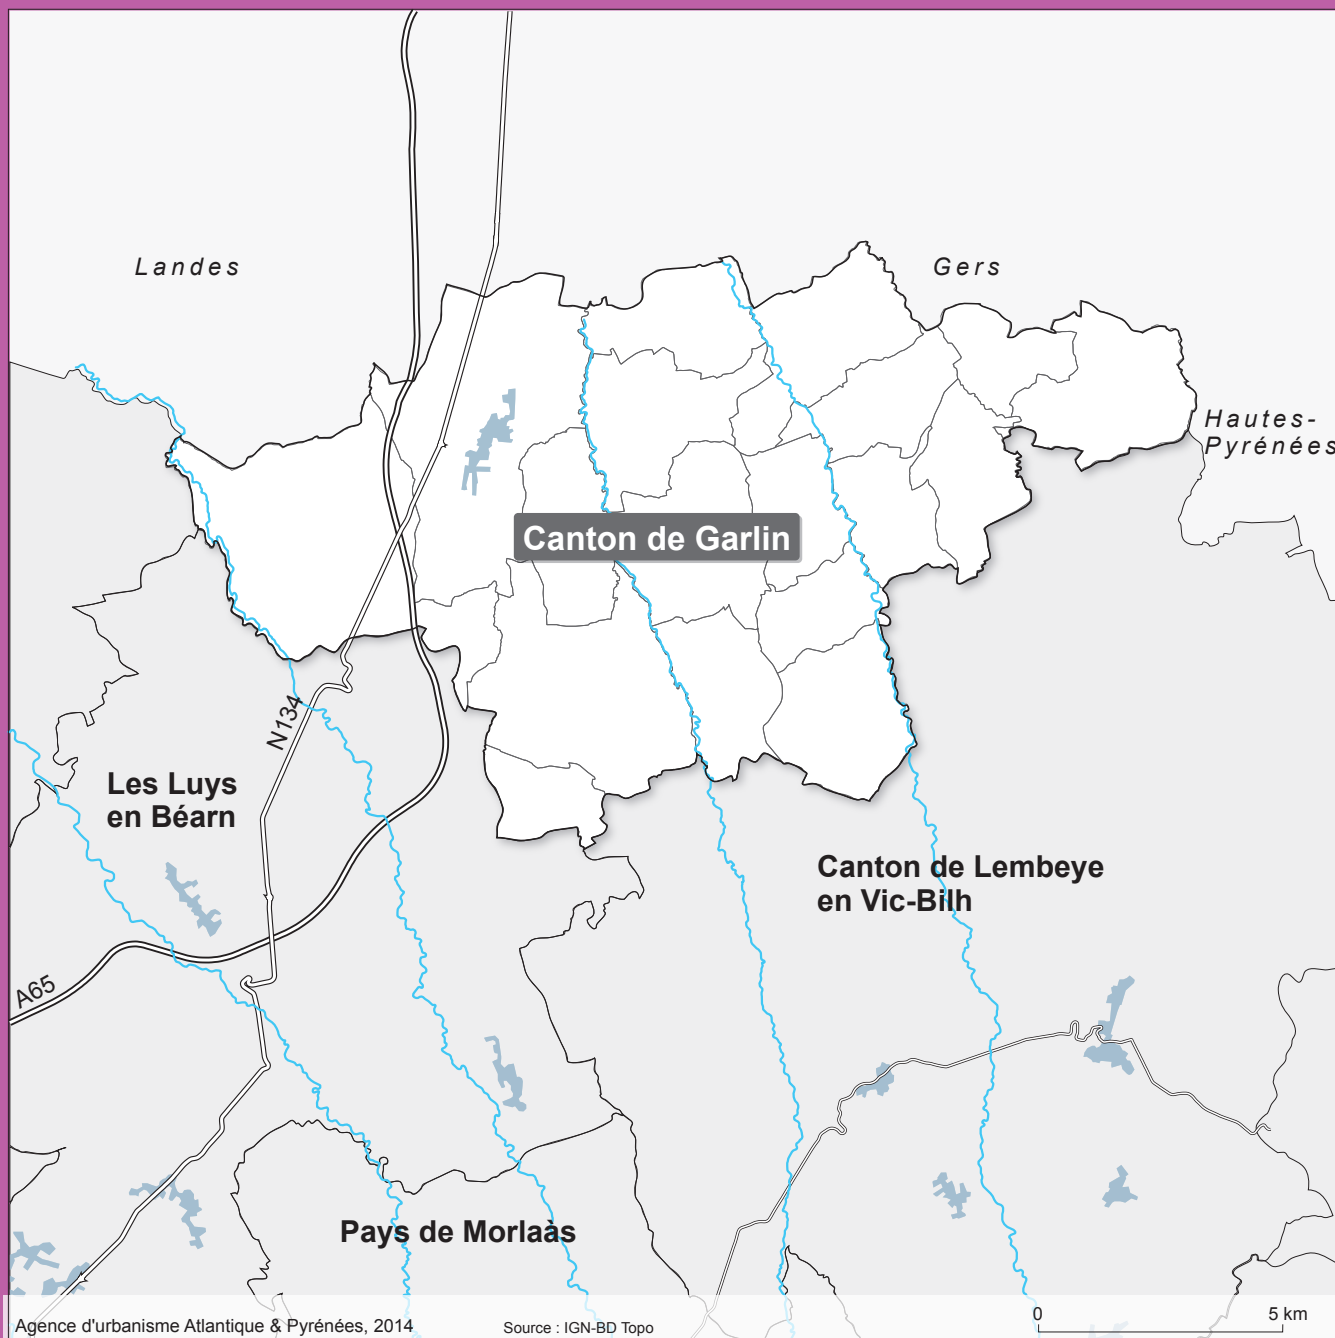 Landes
Gers
Hautes-
Pyrénées
Canton de Garlin
N134
Les Luys
en Béarn
Canton de Lembeye
en Vic-Bilh
A65
Pays de Morlaàs
0 5 km
Agence d'urbanisme Atlantique & Pyrénées, 2014 Source : IGN-BD Topo